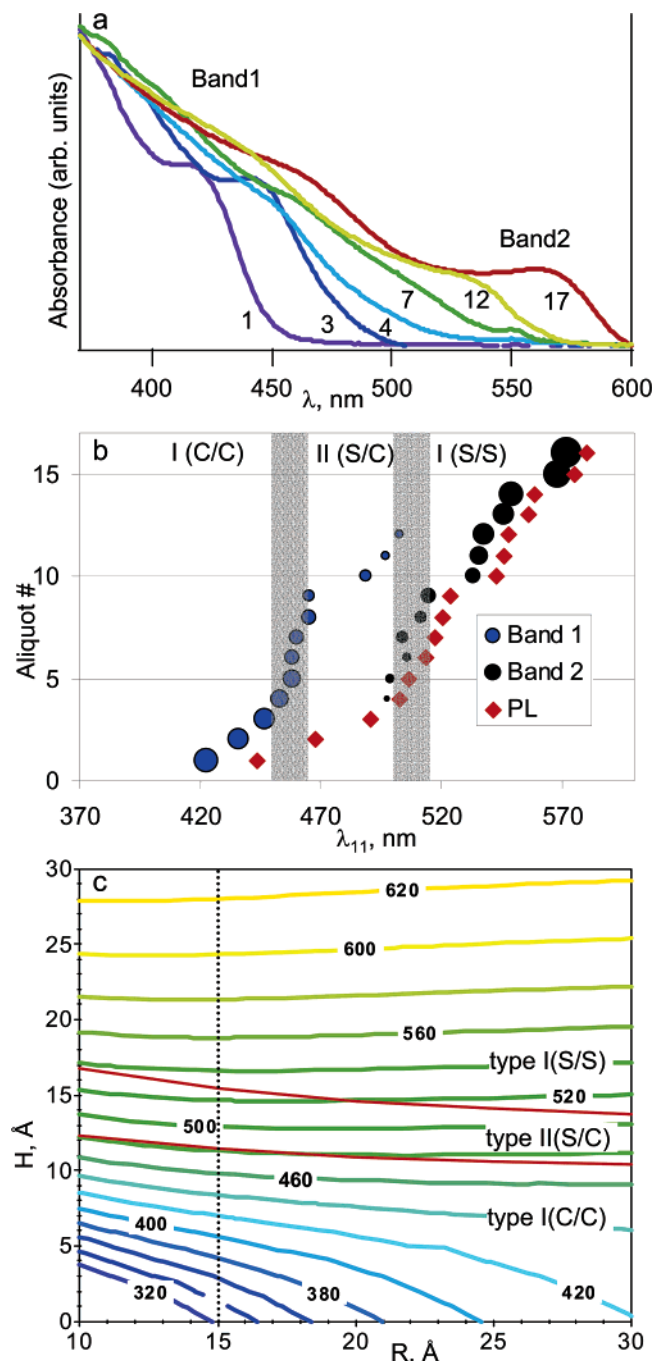 a
Band1
Band2
Absorbance (arb. units)
1
3
4
7
12
17
400
450
500
550
600
λ, nm
b
I (C/C)
II (S/C)
I (S/S)
15
10
5
0
Aliquot #
Band 1
Band 2
PL
370
420
470
520
570
λ₁₁, nm
c
30
25
20
15
10
5
0
H, Å
620
600
560
type I(S/S)
520
500
type II(S/C)
460
type I(C/C)
400
420
380
320
10
15
20
25
30
R, Å